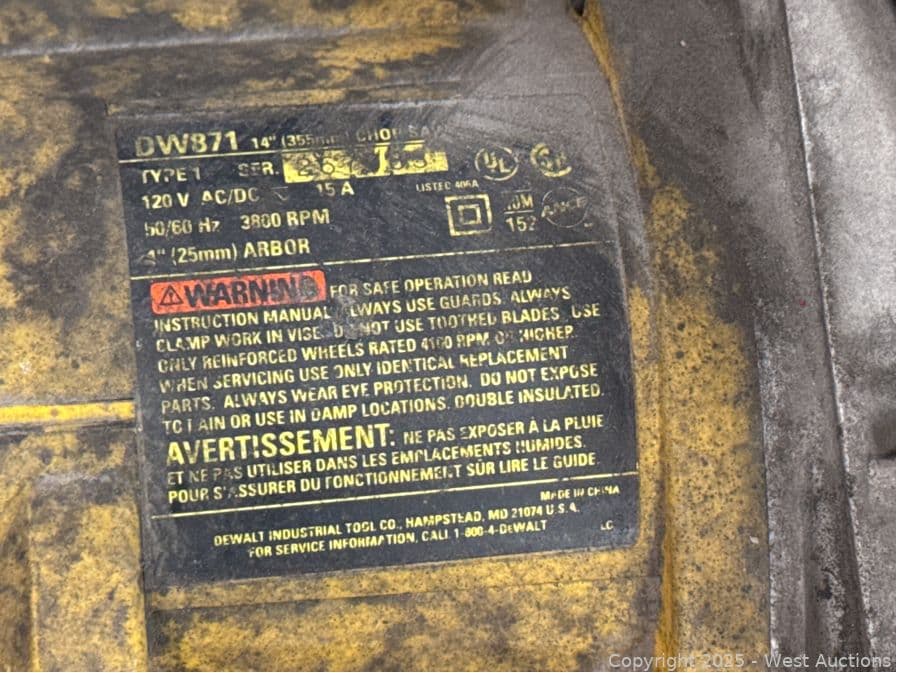 DW871 14" (355mm) CHOP SAW
TYPE 1 SER.
120 V AC/DC 15 A LISTED
50/60 Hz 3800 RPM 152 ANCE
1" (25mm) ARBOR
WARNING FOR SAFE OPERATION READ
INSTRUCTION MANUAL ALWAYS USE GUARDS. ALWAYS
CLAMP WORK IN VISE. DO NOT USE TOOTHED BLADES. USE
ONLY REINFORCED WHEELS RATED 4100 RPM OR HIGHER.
WHEN SERVICING USE ONLY IDENTICAL REPLACEMENT
PARTS. ALWAYS WEAR EYE PROTECTION. DO NOT EXPOSE
TO RAIN OR USE IN DAMP LOCATIONS. DOUBLE INSULATED.
AVERTISSEMENT: NE PAS EXPOSER À LA PLUIE
ET NE PAS UTILISER DANS LES EMPLACEMENTS HUMIDES.
POUR S'ASSURER DU FONCTIONNEMENT SÛR LIRE LE GUIDE.
MADE IN CHINA
DEWALT INDUSTRIAL TOOL CO., HAMPSTEAD, MD 21074 U.S.A.
FOR SERVICE INFORMATION, CALL 1-800-4-DEWALT LC
Copyright 2025 - West Auctions